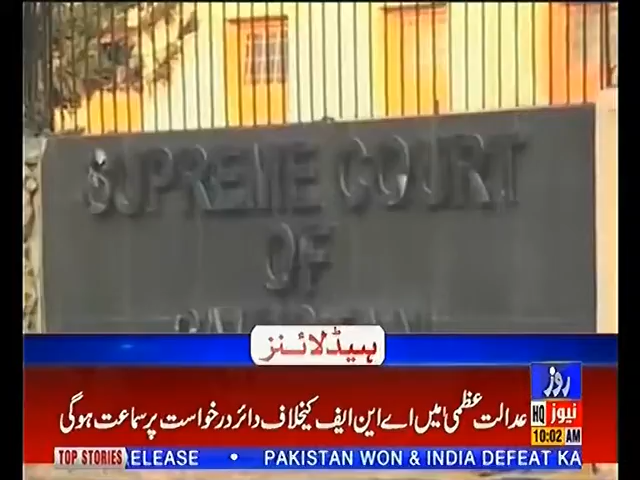 SUPREME COURT
OF
ہیڈلائنز
عدالت عظمیٰ میں اے این ایف کیخلاف دائر درخواست پر سماعت ہوگی
روز
HQ نیوز
10:02 AM
TOP STORIES ELEASE • PAKISTAN WON & INDIA DEFEAT KA